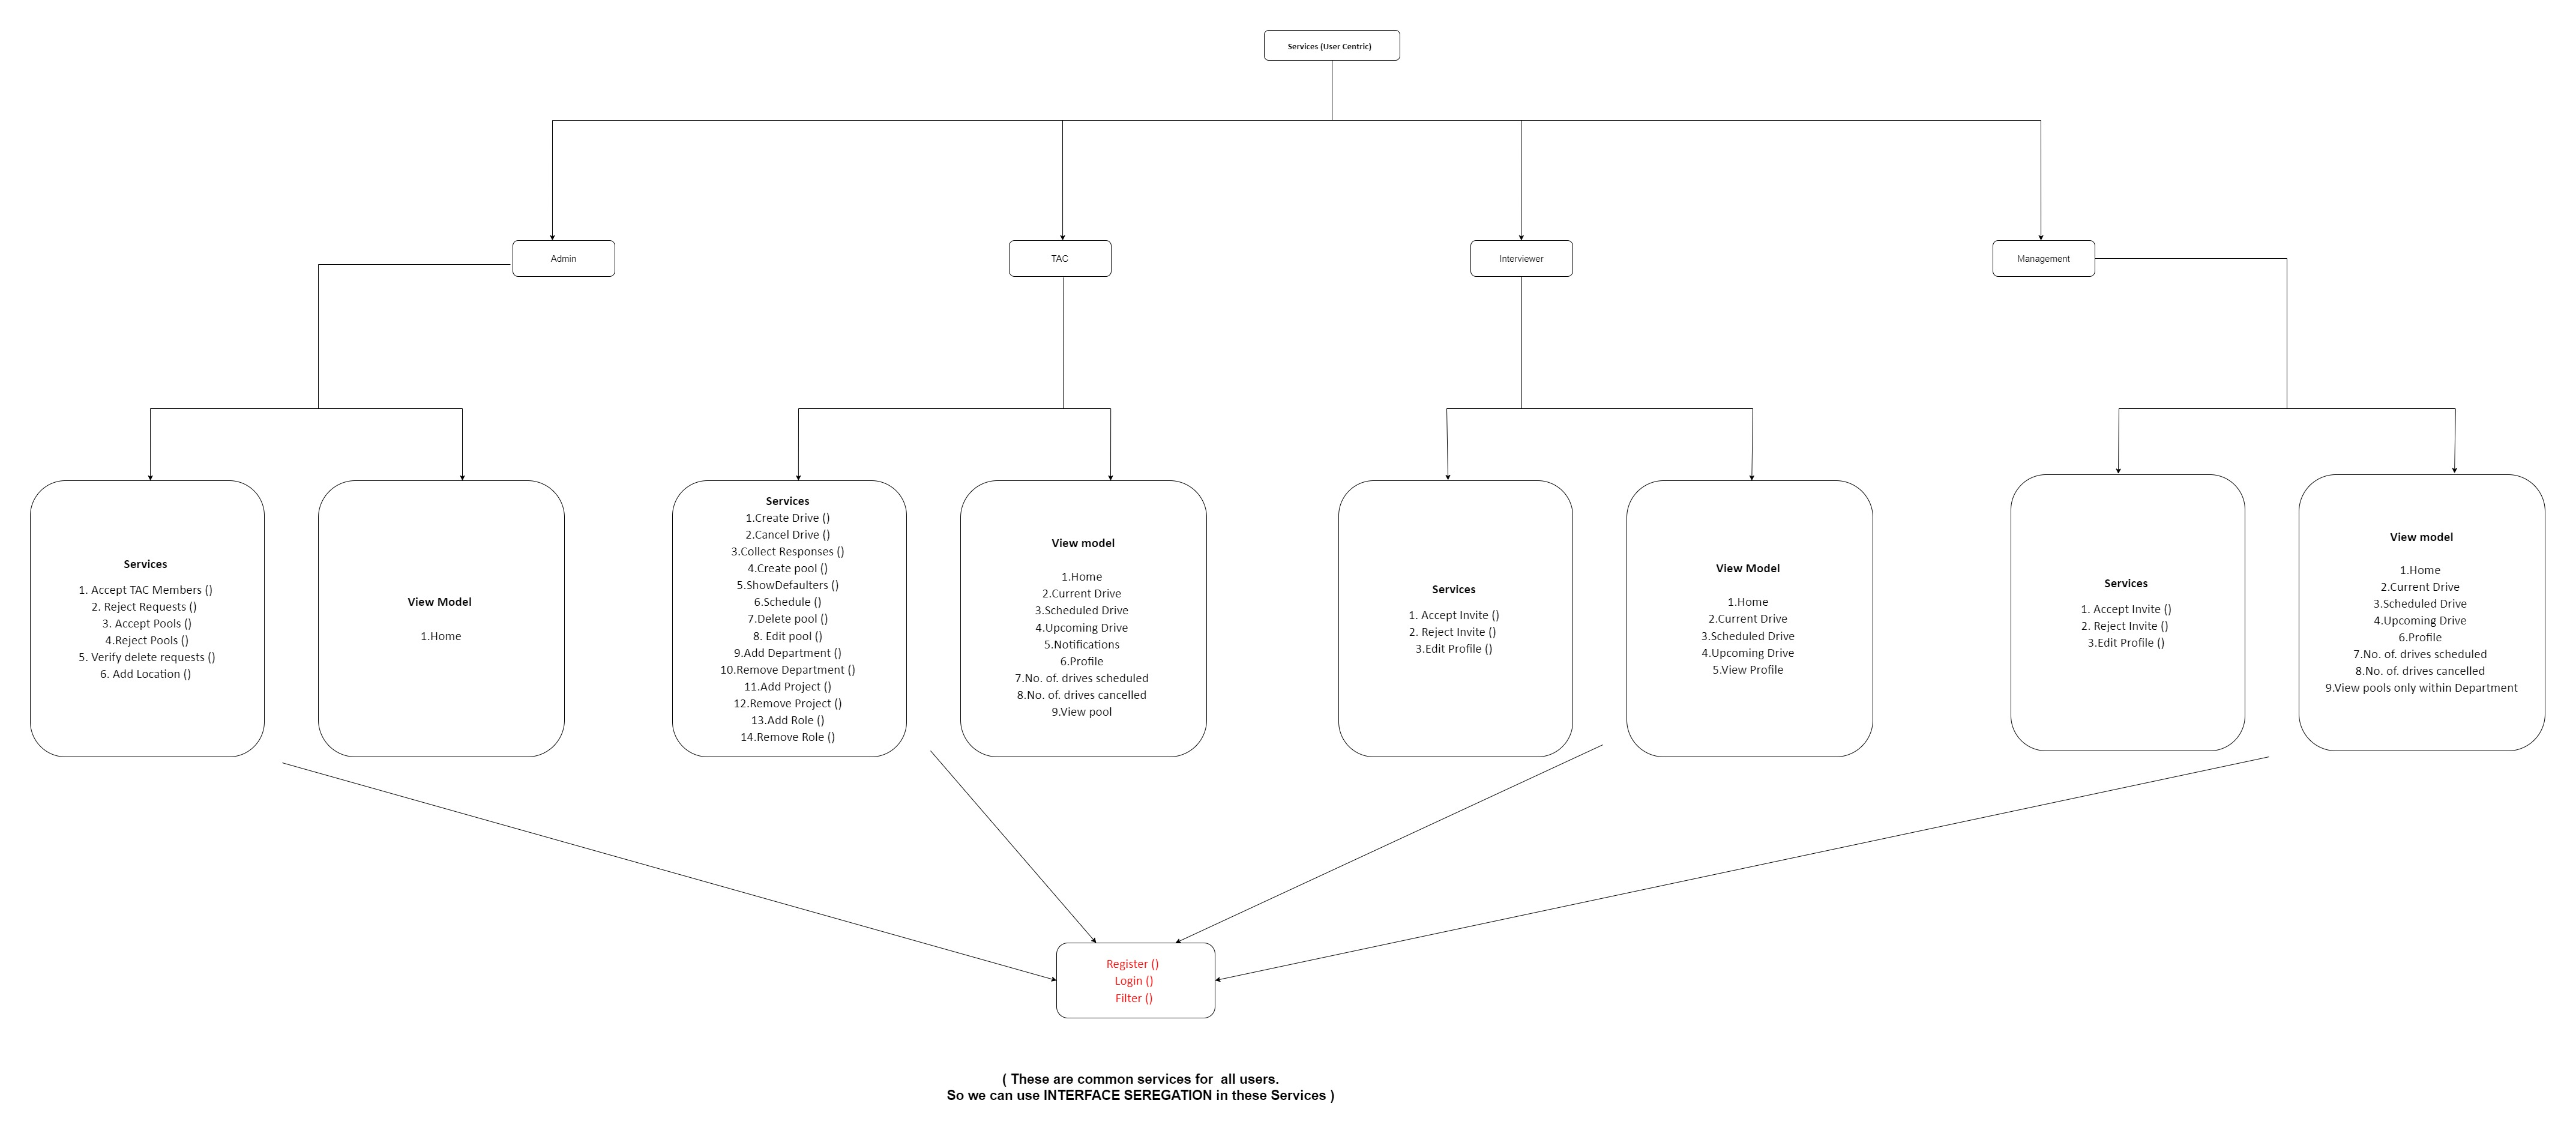 Services (User Centric)
Admin
TAC
Interviewer
Management
Services
1. Accept TAC Members ()
2. Reject Requests ()
3. Accept Pools ()
4.Reject Pools ()
5. Verify delete requests ()
6. Add Location ()
View Model
1.Home
Services
1.Create Drive ()
2.Cancel Drive ()
3.Collect Responses ()
4.Create pool ()
5.ShowDefaulters ()
6.Schedule ()
7.Delete pool ()
8. Edit pool ()
9.Add Department ()
10.Remove Department ()
11.Add Project ()
12.Remove Project ()
13.Add Role ()
14.Remove Role ()
View model
1.Home
2.Current Drive
3.Scheduled Drive
4.Upcoming Drive
5.Notifications
6.Profile
7.No. of. drives scheduled
8.No. of. drives cancelled
9.View pool
Services
1. Accept Invite ()
2. Reject Invite ()
3.Edit Profile ()
View Model
1.Home
2.Current Drive
3.Scheduled Drive
4.Upcoming Drive
5.View Profile
Services
1. Accept Invite ()
2. Reject Invite ()
3.Edit Profile ()
View model
1.Home
2.Current Drive
3.Scheduled Drive
4.Upcoming Drive
6.Profile
7.No. of. drives scheduled
8.No. of. drives cancelled
9.View pools only within Department
Register ()
Login ()
Filter ()
( These are common services for  all users.
So we can use INTERFACE SEREGATION in these Services )